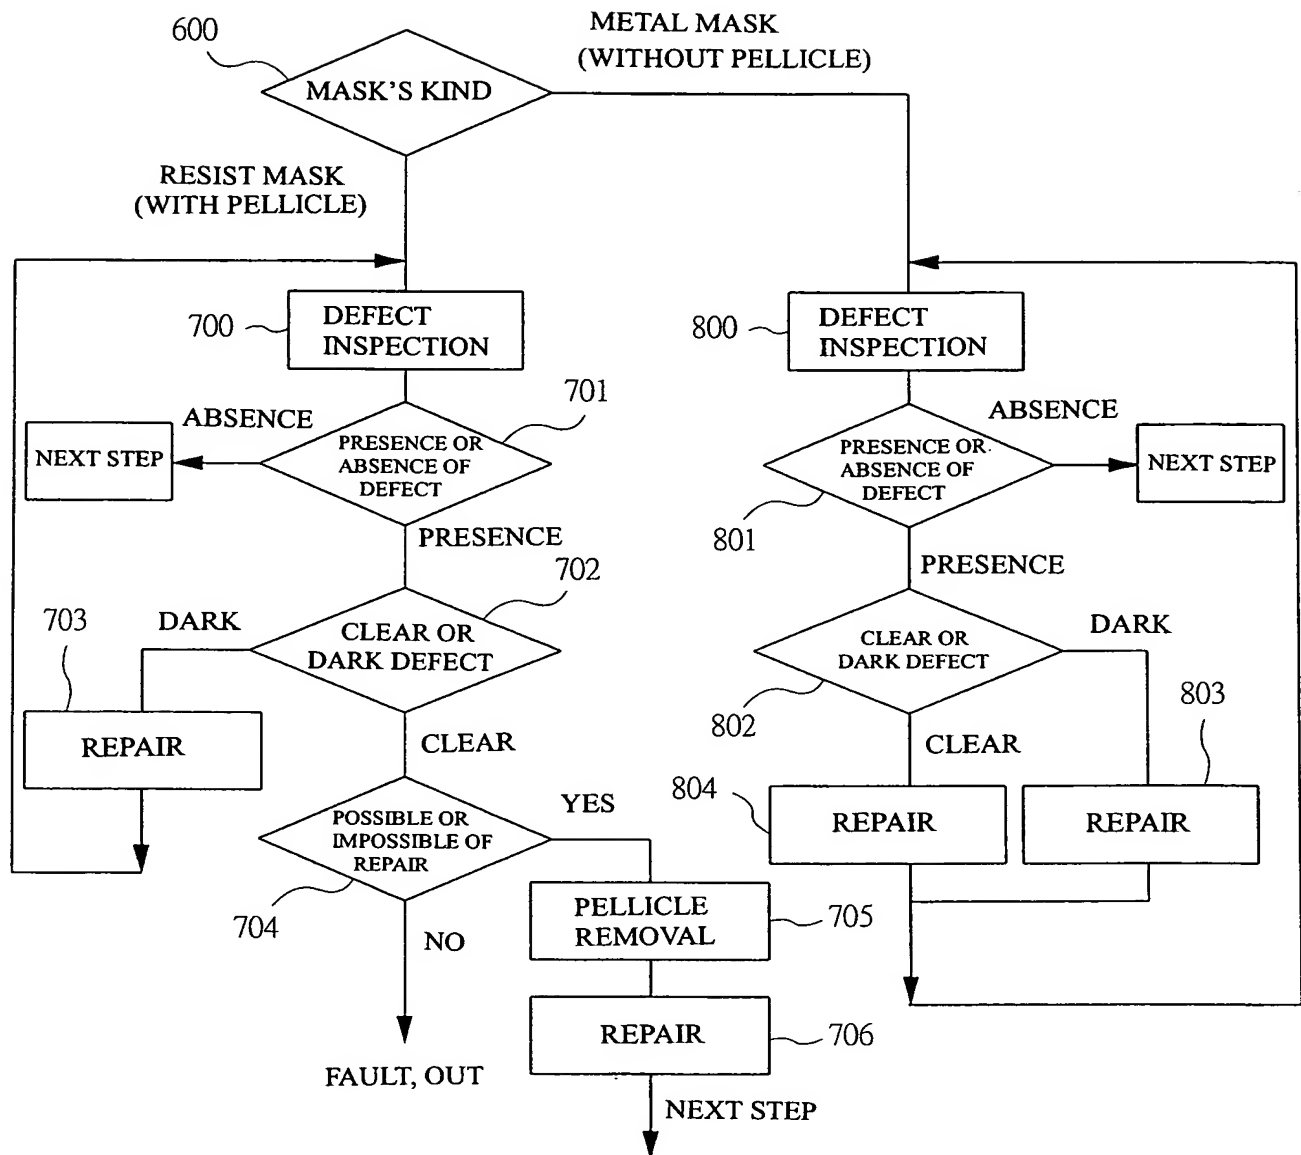 METAL MASK
(WITHOUT PELLICLE)
600
MASK'S KIND
RESIST MASK
(WITH PELLICLE)
700
DEFECT
INSPECTION
800
DEFECT
INSPECTION
701
ABSENCE
NEXT STEP
PRESENCE OR
ABSENCE OF
DEFECT
ABSENCE
PRESENCE OR
ABSENCE OF
DEFECT
NEXT STEP
801
PRESENCE
PRESENCE
702
703
DARK
CLEAR OR
DARK DEFECT
CLEAR OR
DARK DEFECT
DARK
802
803
REPAIR
CLEAR
CLEAR
804
REPAIR
REPAIR
POSSIBLE OR
IMPOSSIBLE OF
REPAIR
YES
704
NO
PELLICLE
REMOVAL
705
REPAIR
706
FAULT, OUT
NEXT STEP